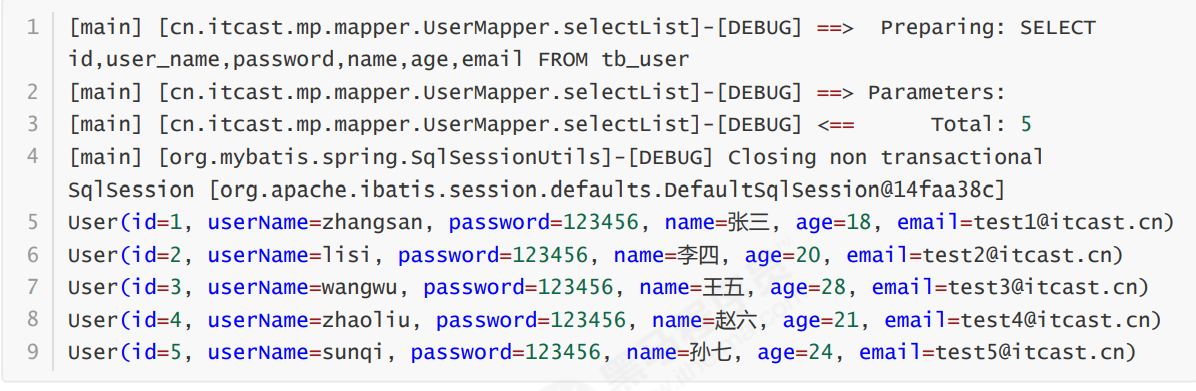 1 [main] [cn.itcast.mp.mapper.UserMapper.selectList]-[DEBUG] ==>  Preparing: SELECT
id,user_name,password,name,age,email FROM tb_user
2 [main] [cn.itcast.mp.mapper.UserMapper.selectList]-[DEBUG] ==> Parameters:
3 [main] [cn.itcast.mp.mapper.UserMapper.selectList]-[DEBUG] <==      Total: 5
4 [main] [org.mybatis.spring.SqlSessionUtils]-[DEBUG] Closing non transactional
SqlSession [org.apache.ibatis.session.defaults.DefaultSqlSession@14faa38c]
5 User(id=1, userName=zhangsan, password=123456, name=张三, age=18, email=test1@itcast.cn)
6 User(id=2, userName=lisi, password=123456, name=李四, age=20, email=test2@itcast.cn)
7 User(id=3, userName=wangwu, password=123456, name=王五, age=28, email=test3@itcast.cn)
8 User(id=4, userName=zhaoliu, password=123456, name=赵六, age=21, email=test4@itcast.cn)
9 User(id=5, userName=sunqi, password=123456, name=孙七, age=24, email=test5@itcast.cn)